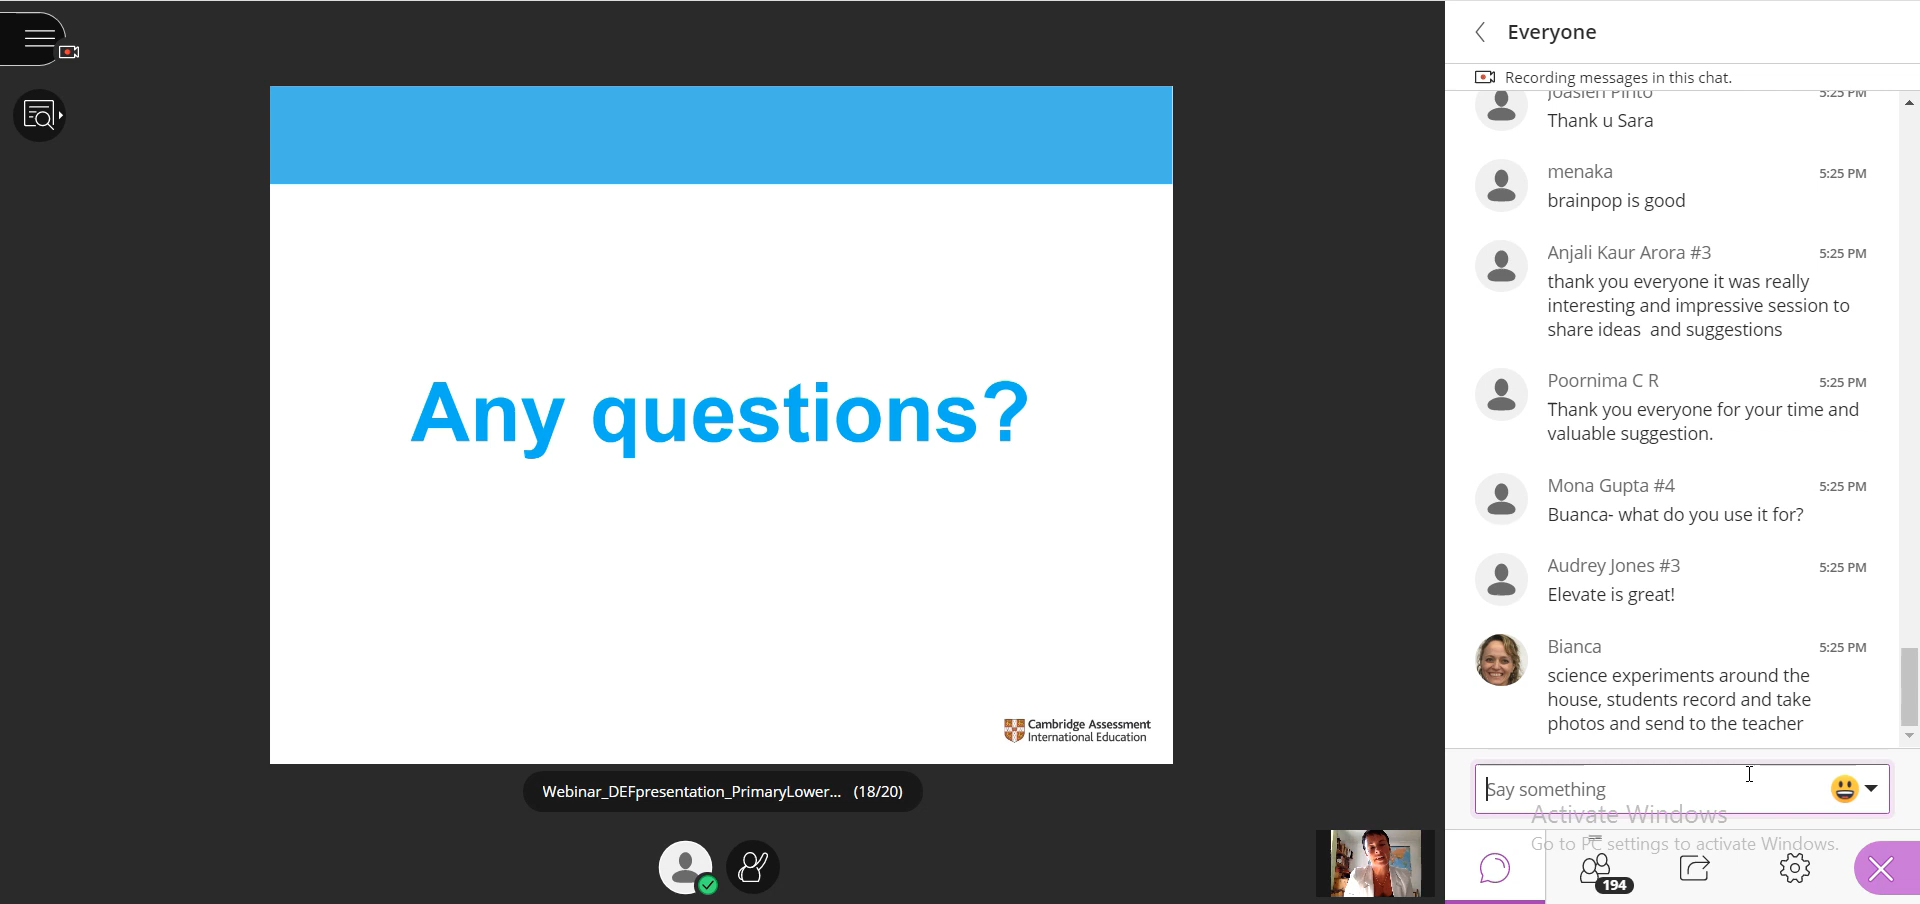 Any questions?
Cambridge Assessment
International Education
Webinar_DEFpresentation_PrimaryLower... (18/20)
Everyone
Recording messages in this chat.
Joaslen Pinto 5:25 PM
Thank u Sara
menaka 5:25 PM
brainpop is good
Anjali Kaur Arora #3 5:25 PM
thank you everyone it was really
interesting and impressive session to
share ideas and suggestions
Poornima C R 5:25 PM
Thank you everyone for your time and
valuable suggestion.
Mona Gupta #4 5:25 PM
Buanca- what do you use it for?
Audrey Jones #3 5:25 PM
Elevate is great!
Bianca 5:25 PM
science experiments around the
house, students record and take
photos and send to the teacher
Say something
Activate Windows
Go to PC settings to activate Windows.
194